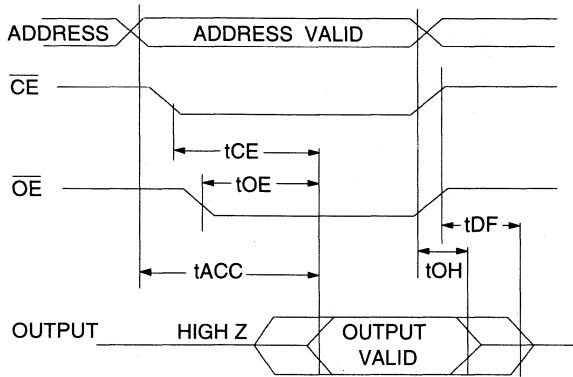 ADDRESS
ADDRESS VALID
CE
tCE
tOE
OE
tDF
tACC
tOH
OUTPUT
HIGH Z
OUTPUT
VALID